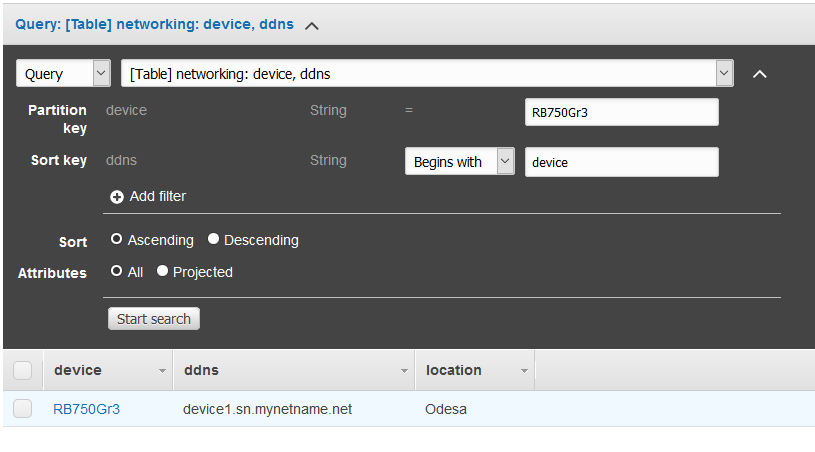 Query: [Table] networking: device, ddns
Query [Table] networking: device, ddns
Partition key device String = RB750Gr3
Sort key ddns String Begins with device
Add filter
Sort Ascending Descending
Attributes All Projected
Start search
device ddns location
RB750Gr3 device1.sn.mynetname.net Odesa